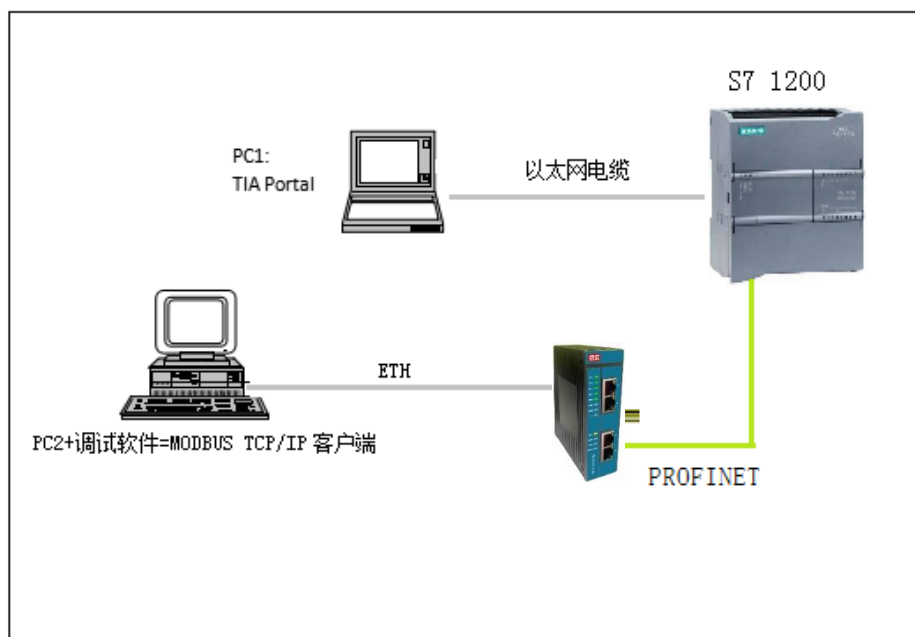 S7 1200
PC1:
TIA Portal
以太网电缆
ETH
PC2+调试软件=MODBUS TCP/IP 客户端
PROFINET